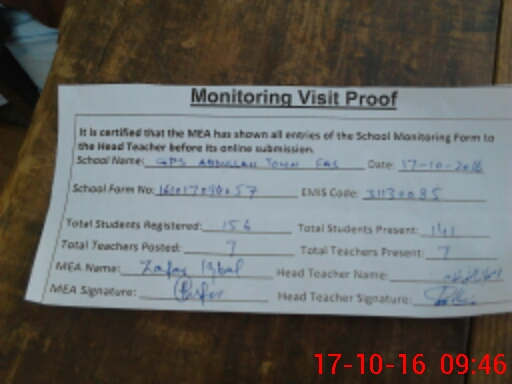 Monitoring Visit Proof
It is certified that the MEA has shown all entries of the School Monitoring Form to
the Head Teacher before its online submission.
School Name: GPS ABDULLAH TOWN Date: 17-10-2016
School Form No: EMIS Code: 31130085
Total Students Registered: 156 Total Students Present: 141
Total Teachers Posted: 7 Total Teachers Present: 7
MEA Name: Zafar Iqbal Head Teacher Name:
MEA Signature: Head Teacher Signature:
17-10-16 09:46